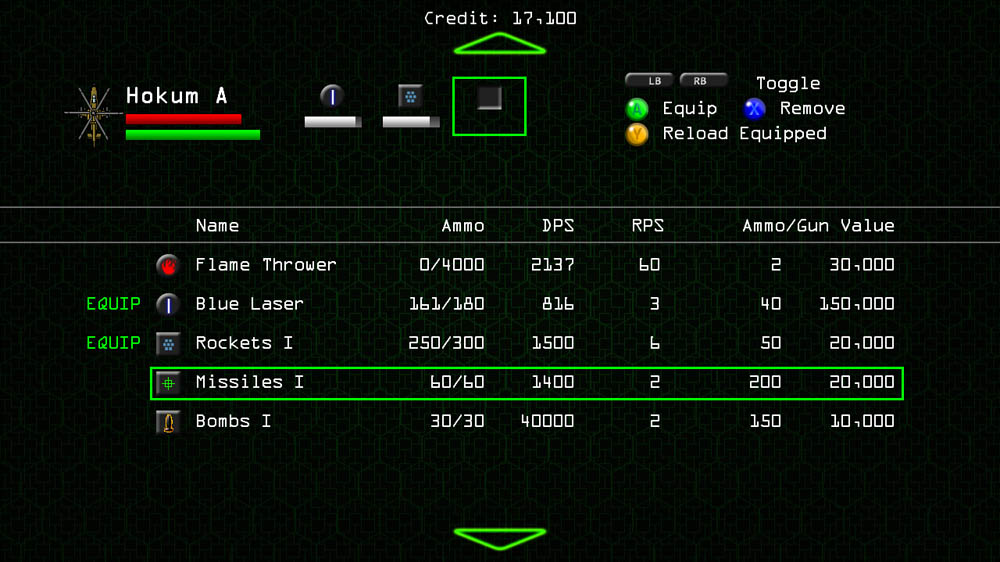 Credit: 17,100
Hokum A
LB RB Toggle
A Equip X Remove
Y Reload Equipped
Name Ammo DPS RPS Ammo/Gun Value
Flame Thrower 0/4000 2137 60 2 30,000
EQUIP Blue Laser 161/180 816 3 40 150,000
EQUIP Rockets I 250/300 1500 6 50 20,000
Missiles I 60/60 1400 2 200 20,000
Bombs I 30/30 40000 2 150 10,000